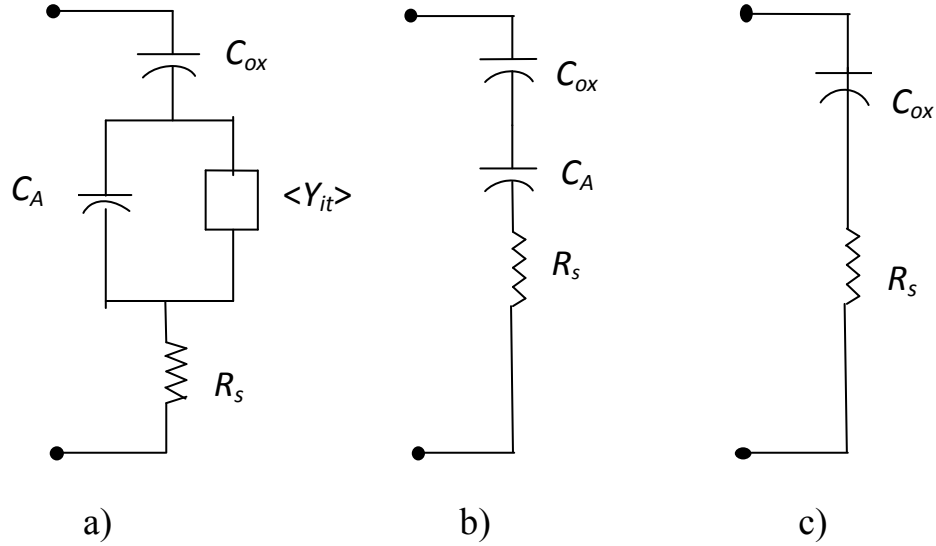 C_ox
C_A
<Y_it>
R_s
a)
C_ox
C_A
R_s
b)
C_ox
R_s
c)